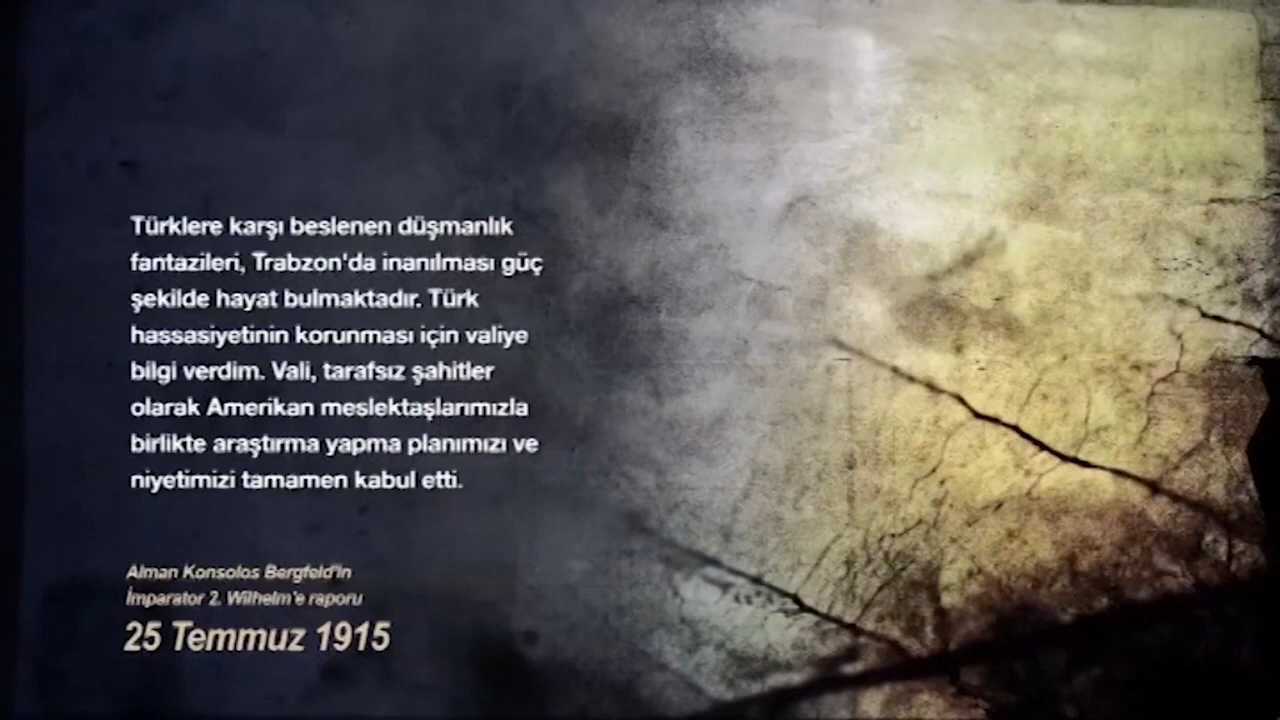 Türklere karşı beslenen düşmanlık
fantazileri, Trabzon'da inanılması güç
şekilde hayat bulmaktadır. Türk
hassasiyetinin korunması için valiye
bilgi verdim. Vali, tarafsız şahitler
olarak Amerikan meslektaşlarımızla
birlikte araştırma yapma planımızı ve
niyetimizi tamamen kabul etti.
Alman Konsolos Bergfeld'in
İmparator 2. Wilhelm'e raporu
25 Temmuz 1915